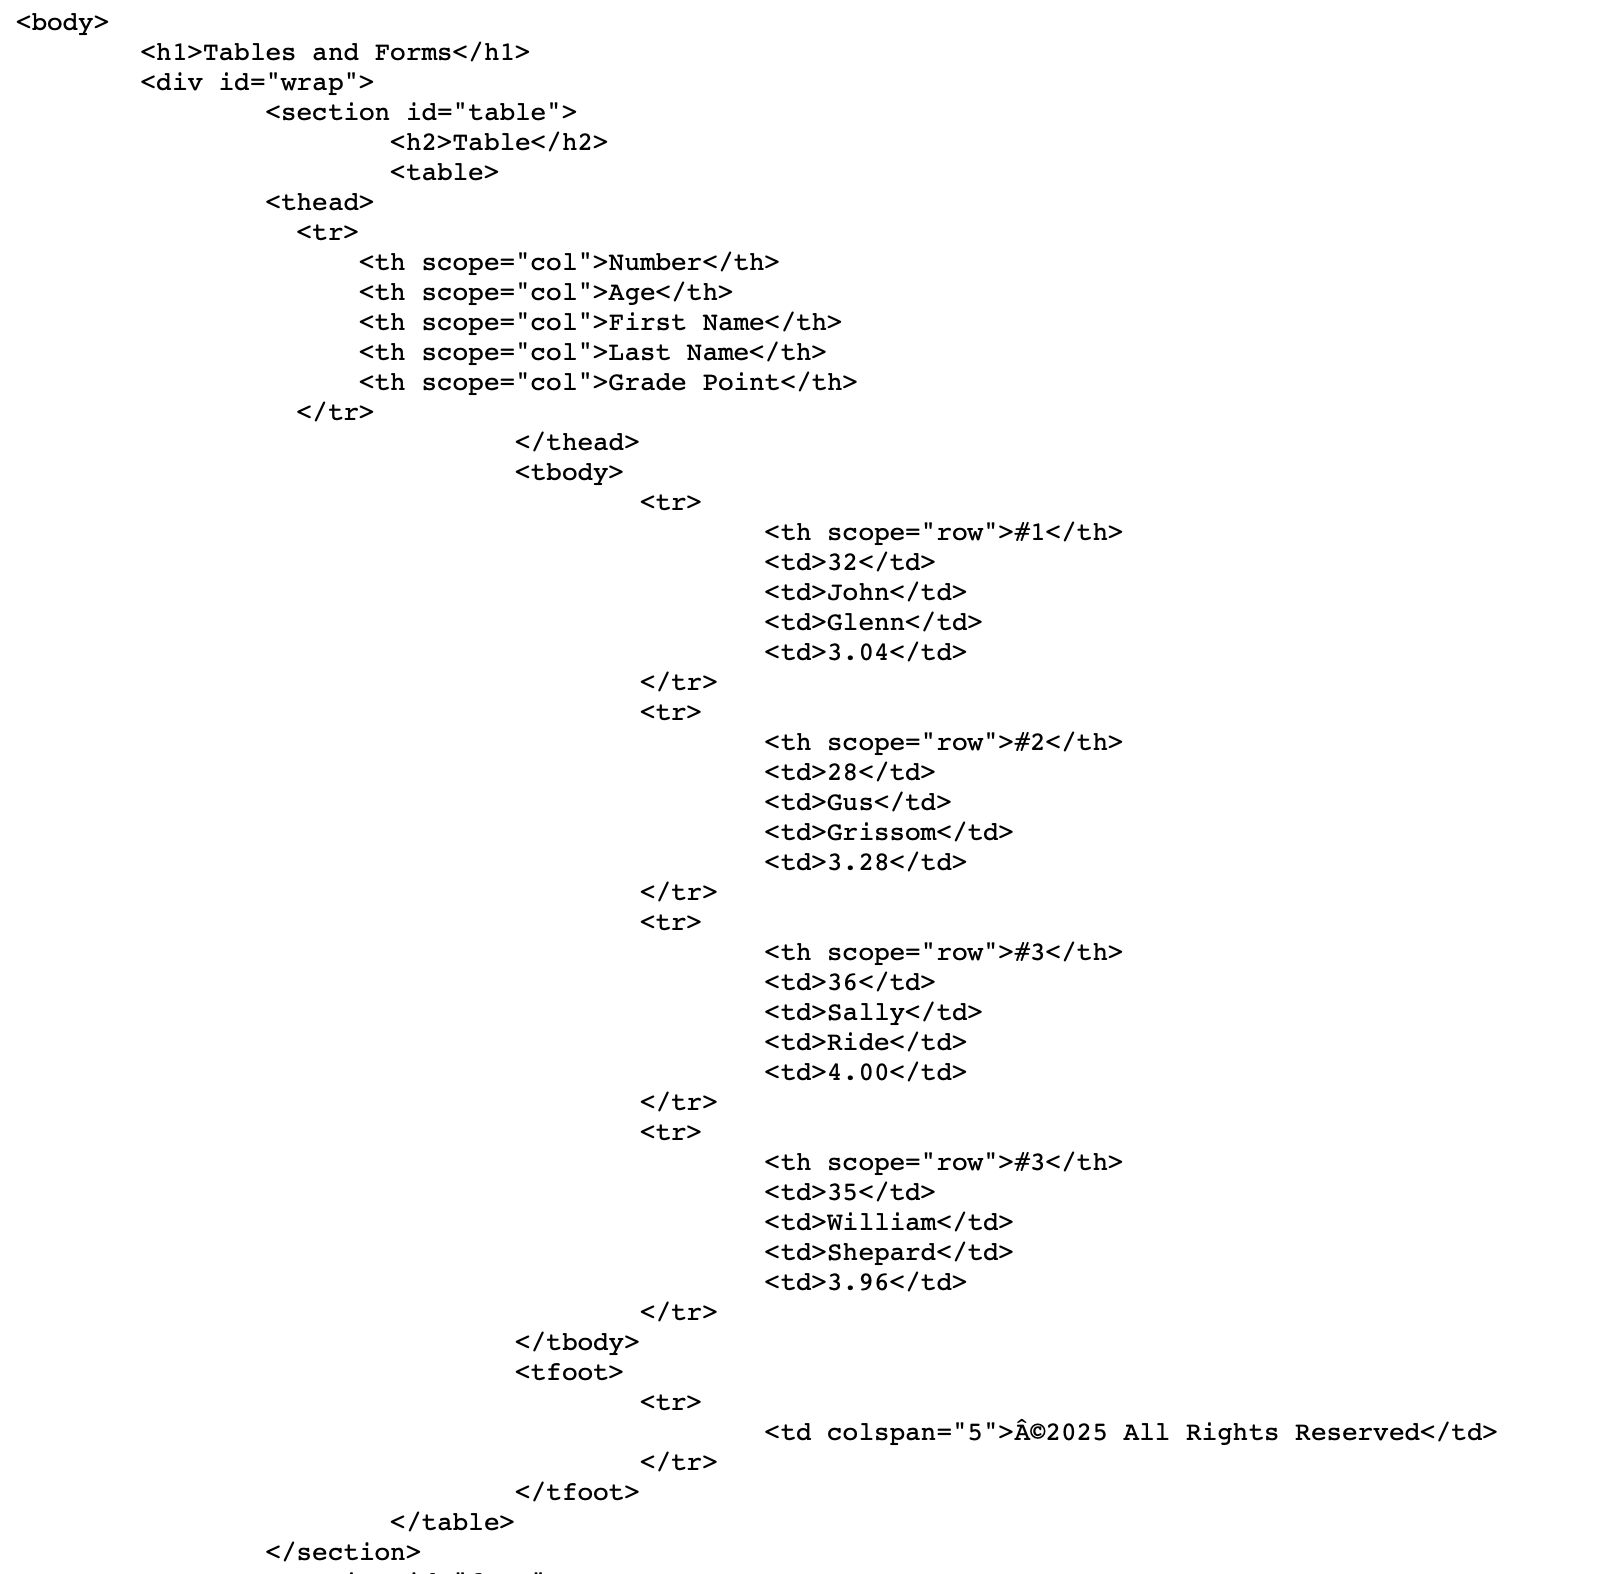 <body>
<h1>Tables and Forms</h1>
<div id="wrap">
<section id="table">
<h2>Table</h2>
<table>
<thead>
<tr>
<th scope="col">Number</th>
<th scope="col">Age</th>
<th scope="col">First Name</th>
<th scope="col">Last Name</th>
<th scope="col">Grade Point</th>
</tr>
</thead>
<tbody>
<tr>
<th scope="row">#1</th>
<td>32</td>
<td>John</td>
<td>Glenn</td>
<td>3.04</td>
</tr>
<tr>
<th scope="row">#2</th>
<td>28</td>
<td>Gus</td>
<td>Grissom</td>
<td>3.28</td>
</tr>
<tr>
<th scope="row">#3</th>
<td>36</td>
<td>Sally</td>
<td>Ride</td>
<td>4.00</td>
</tr>
<tr>
<th scope="row">#3</th>
<td>35</td>
<td>William</td>
<td>Shepard</td>
<td>3.96</td>
</tr>
</tbody>
<tfoot>
<tr>
<td colspan="5">Â©2025 All Rights Reserved</td>
</tr>
</tfoot>
</table>
</section>